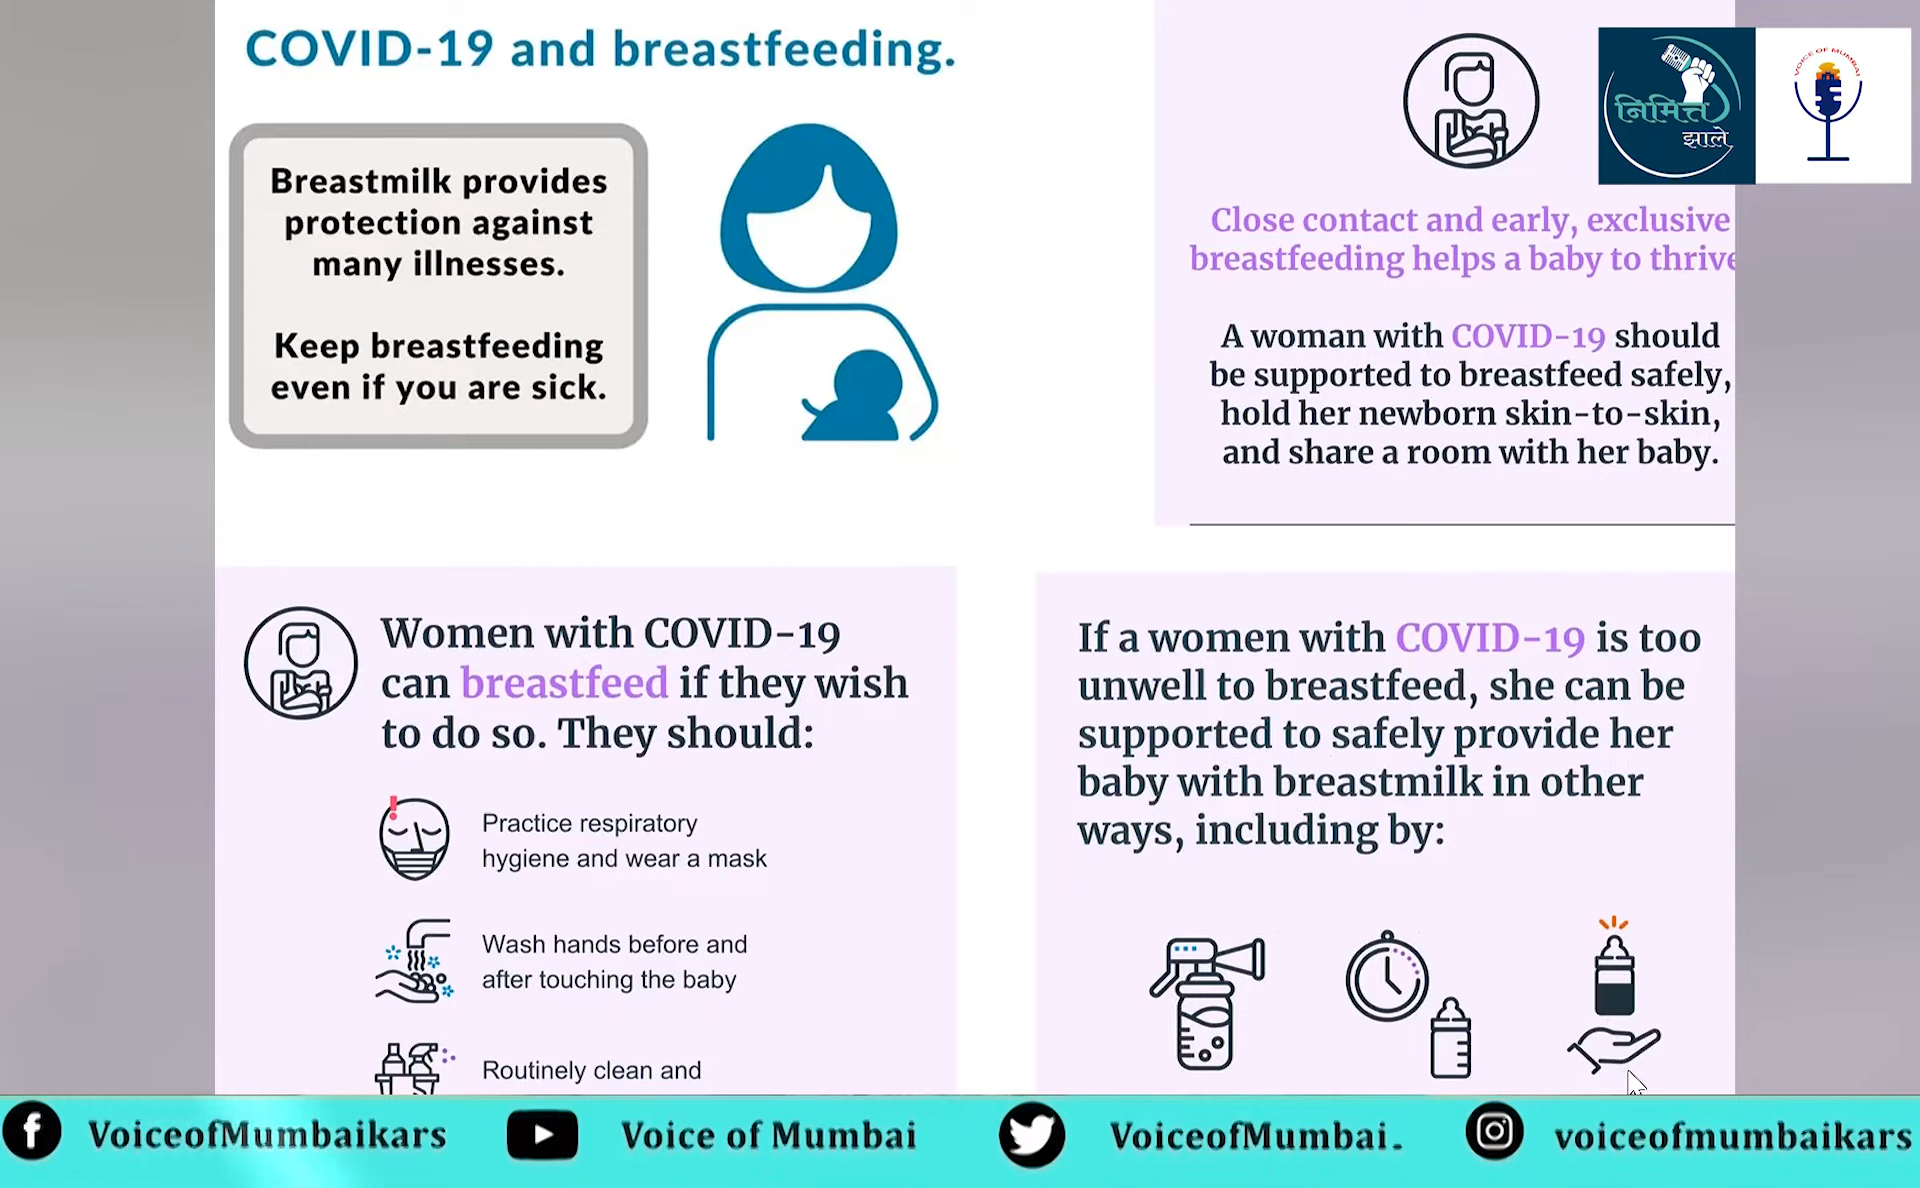 COVID-19 and breastfeeding.
Breastmilk provides
protection against
many illnesses.
Keep breastfeeding
even if you are sick.
Close contact and early, exclusive
breastfeeding helps a baby to thrive
A woman with COVID-19 should
be supported to breastfeed safely,
hold her newborn skin-to-skin,
and share a room with her baby.
निमित्त
झाले
VOICE OF MUMBAI
Women with COVID-19
can breastfeed if they wish
to do so. They should:
Practice respiratory
hygiene and wear a mask
Wash hands before and
after touching the baby
Routinely clean and
If a women with COVID-19 is too
unwell to breastfeed, she can be
supported to safely provide her
baby with breastmilk in other
ways, including by:
VoiceofMumbaikars
Voice of Mumbai
VoiceofMumbai_
voiceofmumbaikars